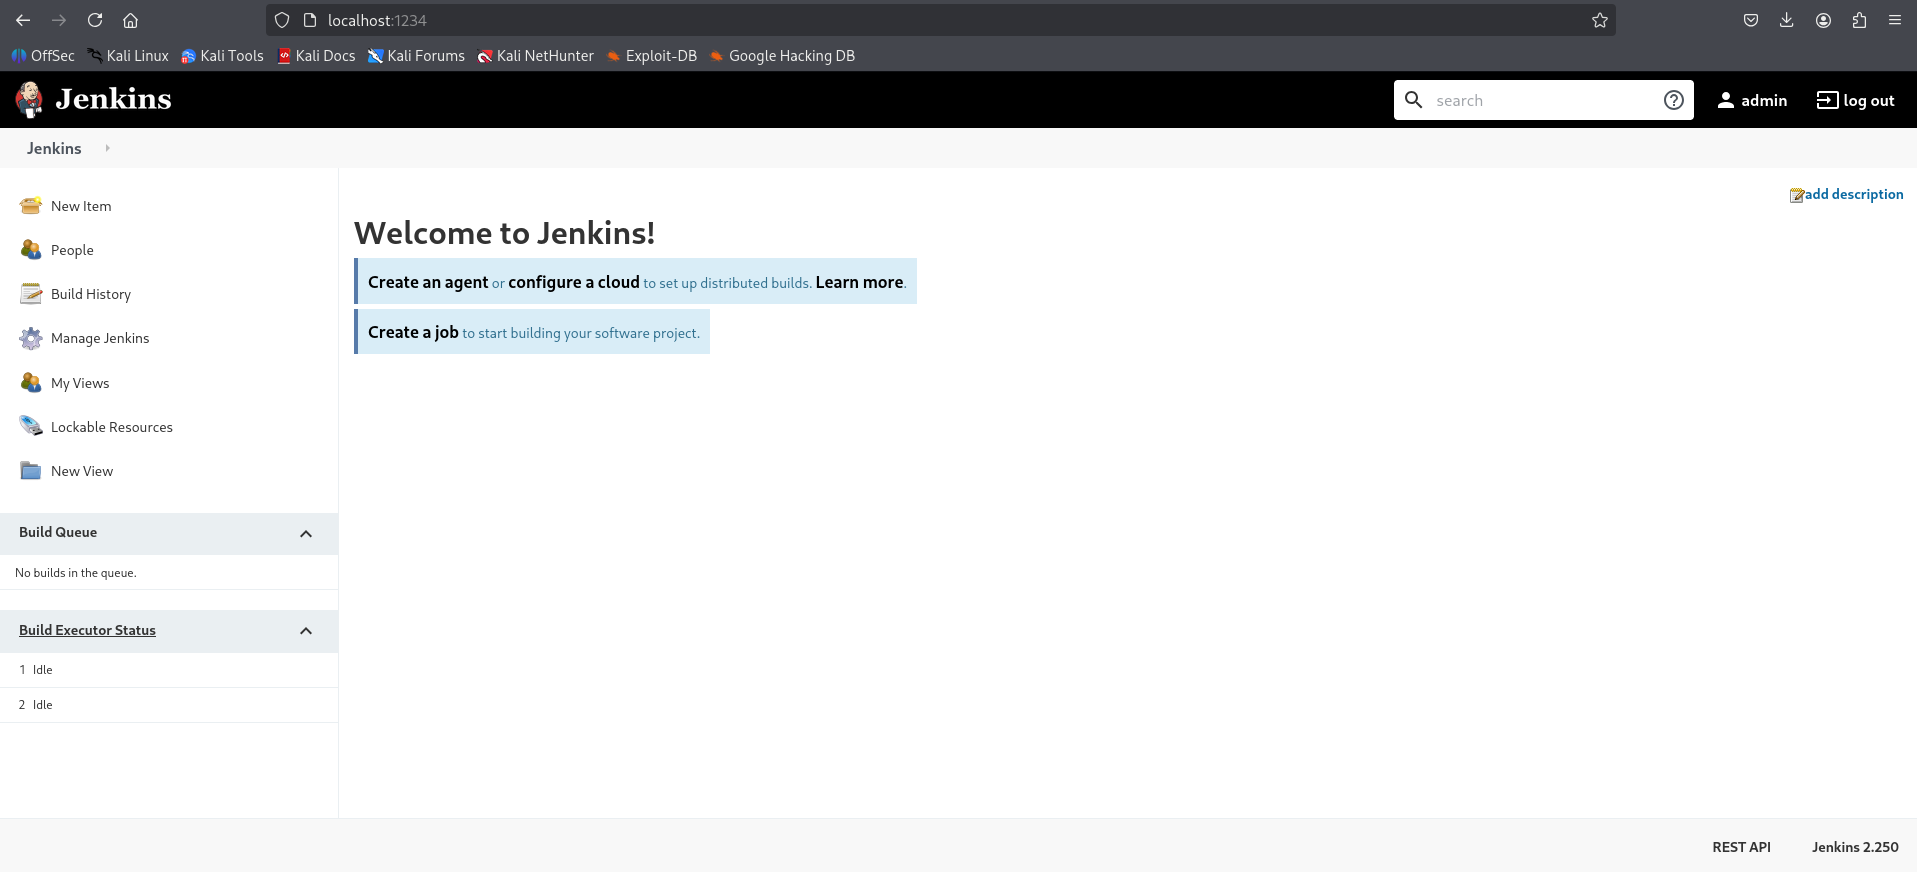 localhost:1234
OffSec Kali Linux Kali Tools Kali Docs Kali Forums Kali NetHunter Exploit-DB Google Hacking DB
Jenkins search admin log out
Jenkins
New Item
People
Build History
Manage Jenkins
My Views
Lockable Resources
New View
Build Queue
No builds in the queue.
Build Executor Status
1 Idle
2 Idle
add description
Welcome to Jenkins!
Create an agent or configure a cloud to set up distributed builds. Learn more.
Create a job to start building your software project.
REST API Jenkins 2.250